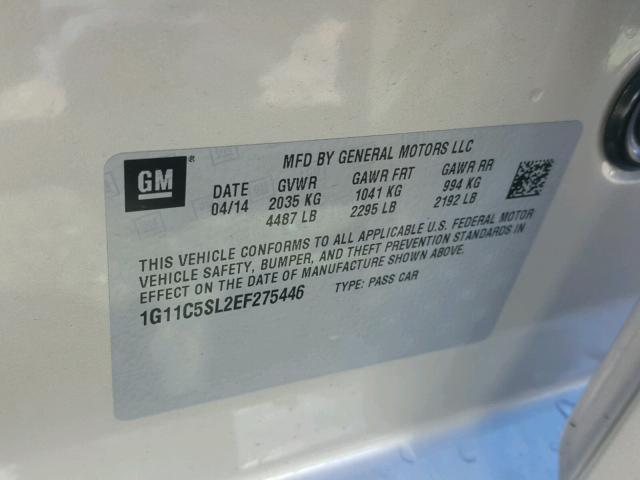 GM ®
MFD BY GENERAL MOTORS LLC
DATE GVWR GAWR FRT GAWR RR
04/14 2035 KG 1041 KG 994 KG
4487 LB 2295 LB 2192 LB
THIS VEHICLE CONFORMS TO ALL APPLICABLE U.S. FEDERAL MOTOR
VEHICLE SAFETY, BUMPER, AND THEFT PREVENTION STANDARDS IN
EFFECT ON THE DATE OF MANUFACTURE SHOWN ABOVE.
1G11C5SL2EF275446 TYPE: PASS CAR